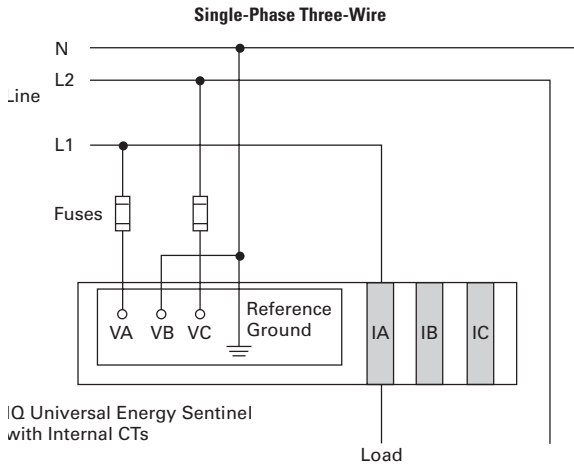 Single-Phase Three-Wire
N
L2
Line
L1
Fuses
VA VB VC
Reference
Ground
IA IB IC
IQ Universal Energy Sentinel
with Internal CTs
Load